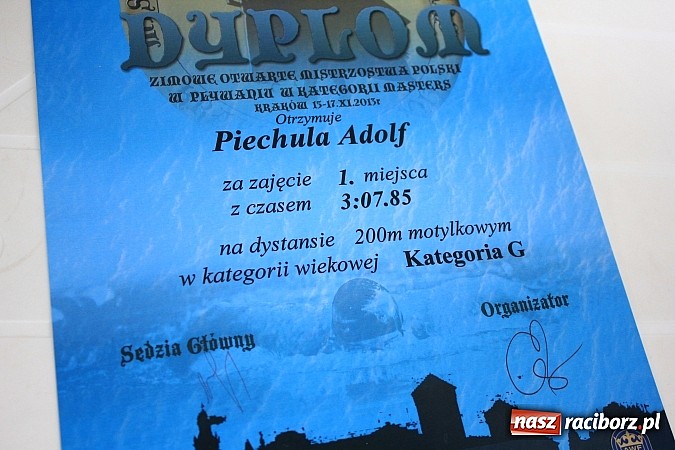 DYPLOM
ZIMOWE OTWARTE MISTRZOSTWA POLSKI
W PŁYWANIU W KATEGORII MASTERS
KRAKÓW 15-17.XI.2013r
Otrzymuje
Piechula Adolf
za zajęcie 1. miejsca
z czasem 3:07.85
na dystansie 200m motylkowym
w kategorii wiekowej Kategoria G
Sędzia Główny
Organizator
nasz raciborz.pl